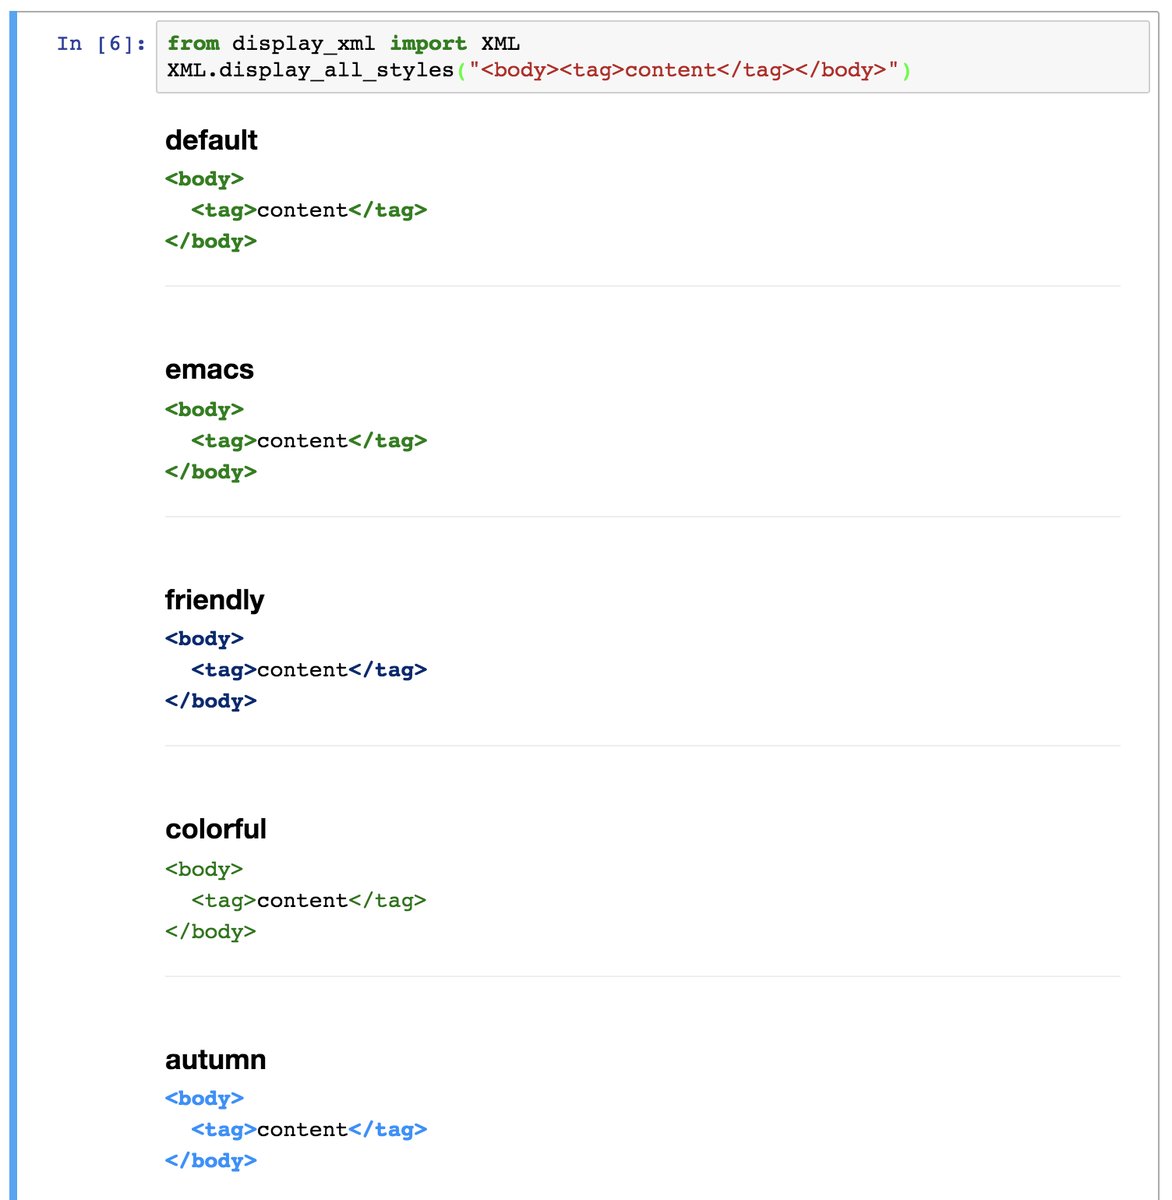 In [6]: from display_xml import XML
XML.display_all_styles("<body><tag>content</tag></body>")
default
<body>
  <tag>content</tag>
</body>
emacs
<body>
  <tag>content</tag>
</body>
friendly
<body>
  <tag>content</tag>
</body>
colorful
<body>
  <tag>content</tag>
</body>
autumn
<body>
  <tag>content</tag>
</body>